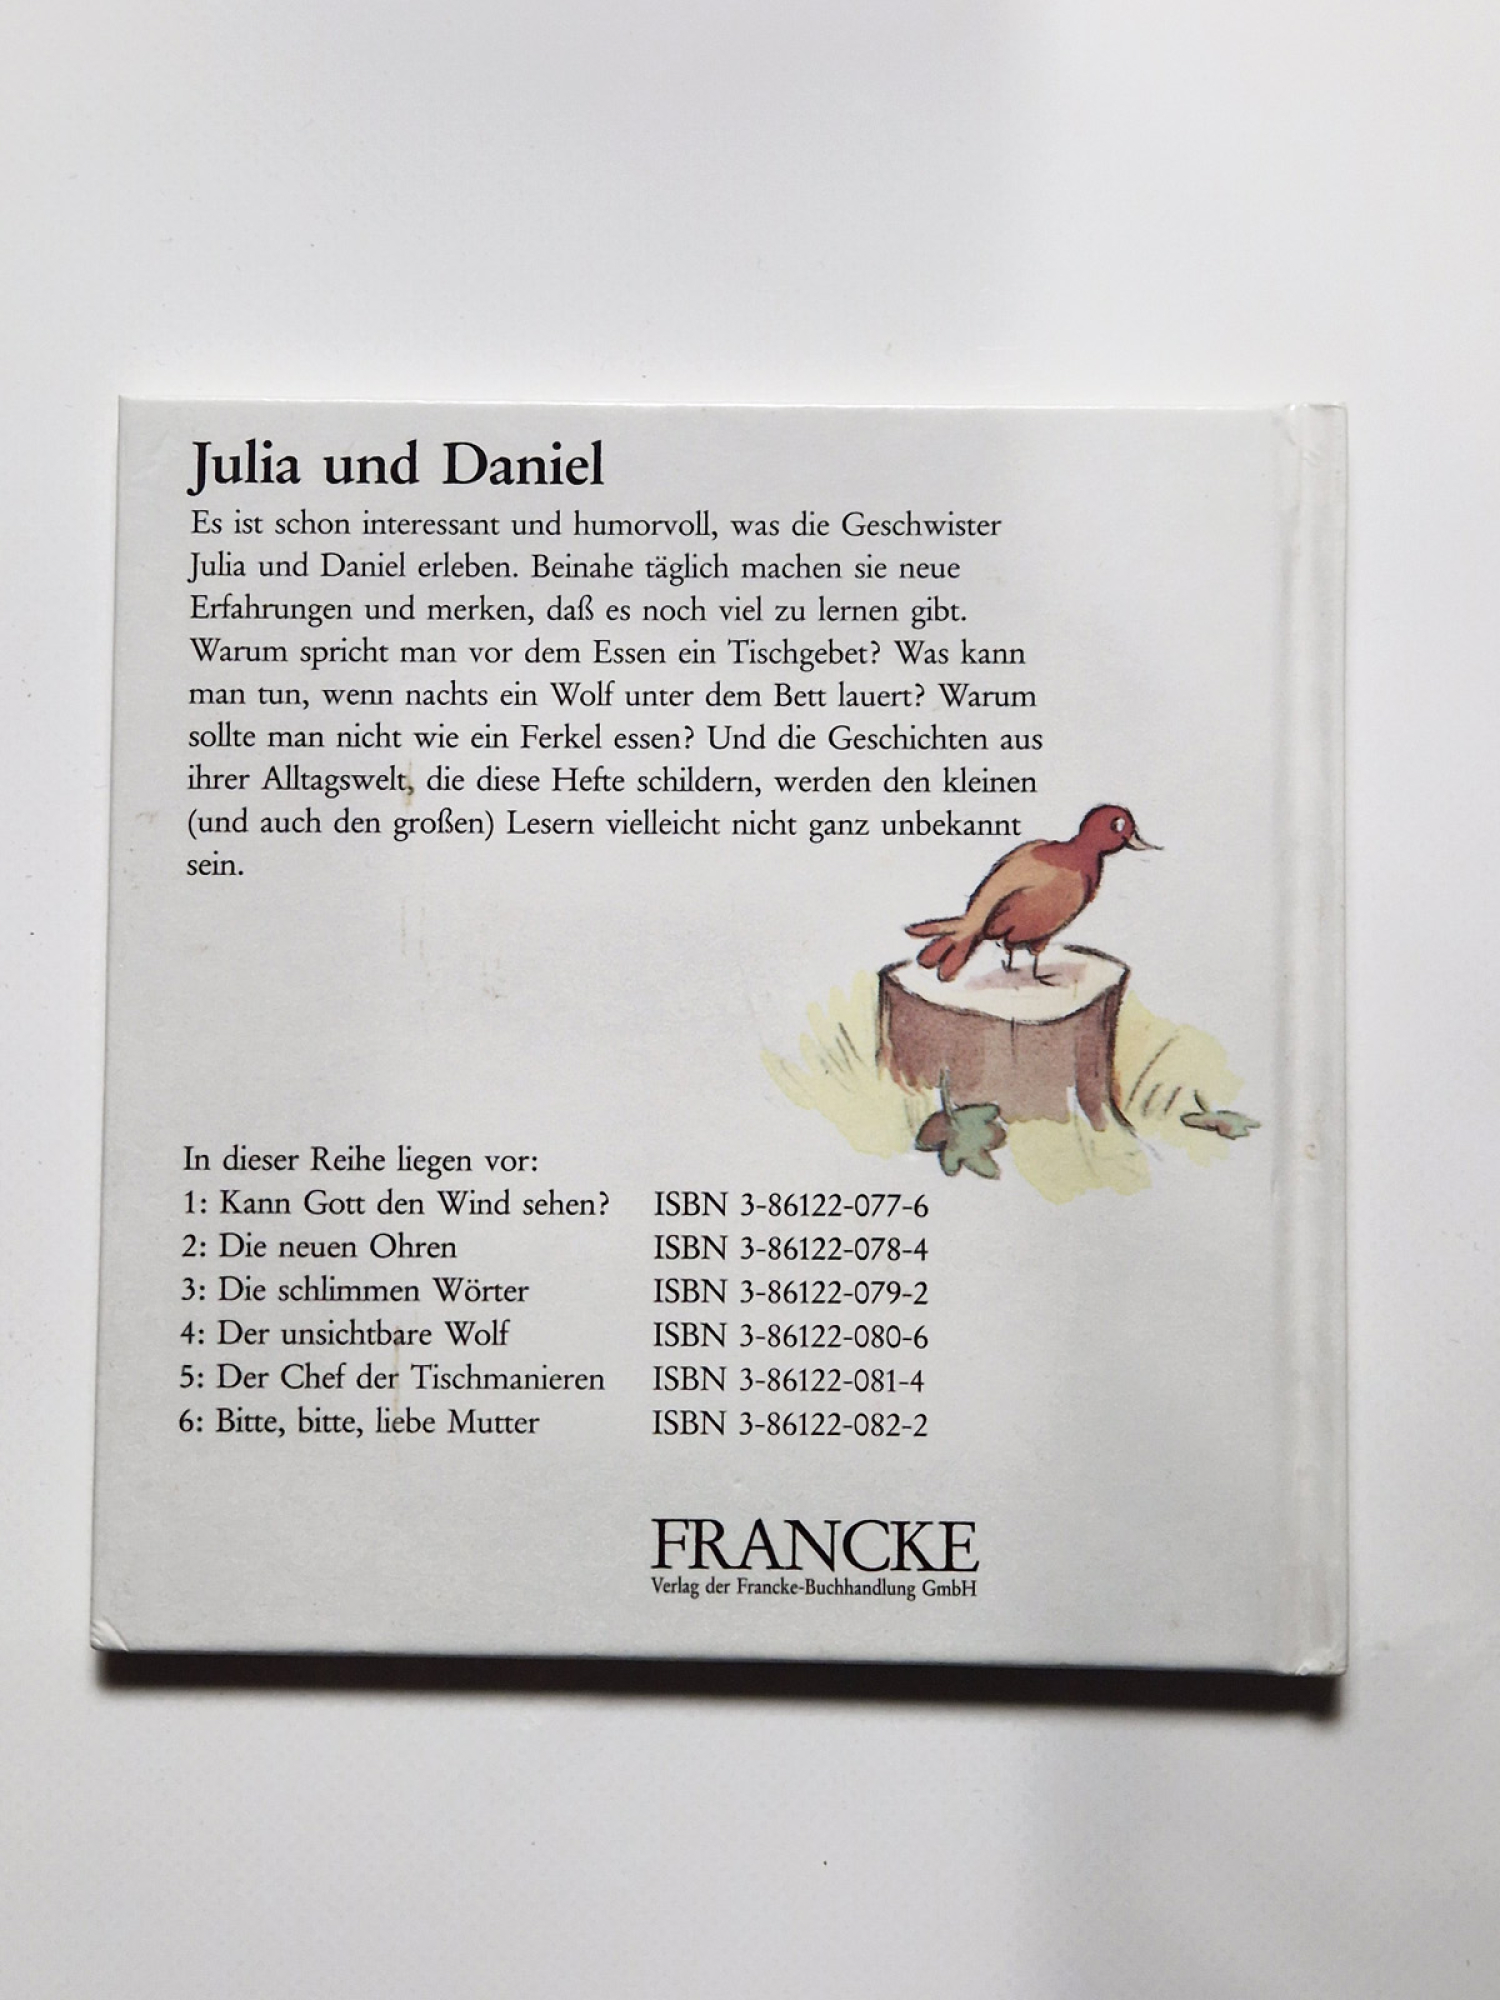 Julia und Daniel
Es ist schon interessant und humorvoll, was die Geschwister
Julia und Daniel erleben. Beinahe täglich machen sie neue
Erfahrungen und merken, daß es noch viel zu lernen gibt.
Warum spricht man vor dem Essen ein Tischgebet? Was kann
man tun, wenn nachts ein Wolf unter dem Bett lauert? Warum
sollte man nicht wie ein Ferkel essen? Und die Geschichten aus
ihrer Alltagswelt, die diese Hefte schildern, werden den kleinen
(und auch den großen) Lesern vielleicht nicht ganz unbekannt
sein.
In dieser Reihe liegen vor:
1: Kann Gott den Wind sehen? ISBN 3-86122-077-6
2: Die neuen Ohren ISBN 3-86122-078-4
3: Die schlimmen Wörter ISBN 3-86122-079-2
4: Der unsichtbare Wolf ISBN 3-86122-080-6
5: Der Chef der Tischmanieren ISBN 3-86122-081-4
6: Bitte, bitte, liebe Mutter ISBN 3-86122-082-2
FRANCKE
Verlag der Francke-Buchhandlung GmbH